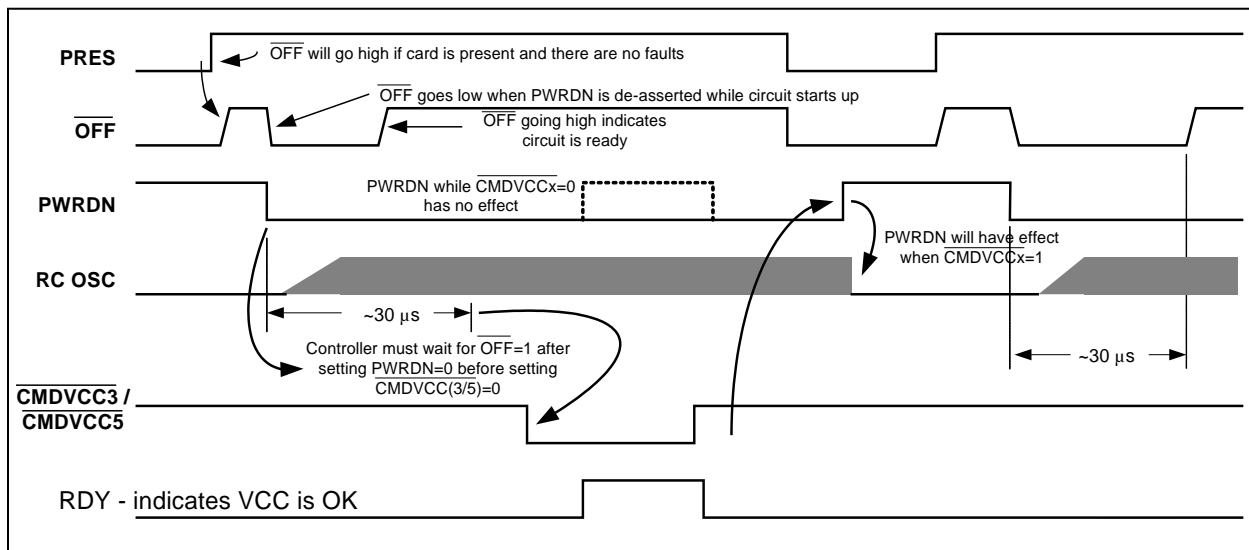 PRES
OFF will go high if card is present and there are no faults
OFF goes low when PWRDN is de-asserted while circuit starts up
OFF
OFF going high indicates
circuit is ready
PWRDN
PWRDN while CMDVCCx=0
has no effect
PWRDN will have effect
when CMDVCCx=1
RC OSC
~30 μs
Controller must wait for OFF=1 after
setting PWRDN=0 before setting
CMDVCC(3/5)=0
~30 μs
CMDVCC3 /
CMDVCC5
RDY - indicates VCC is OK